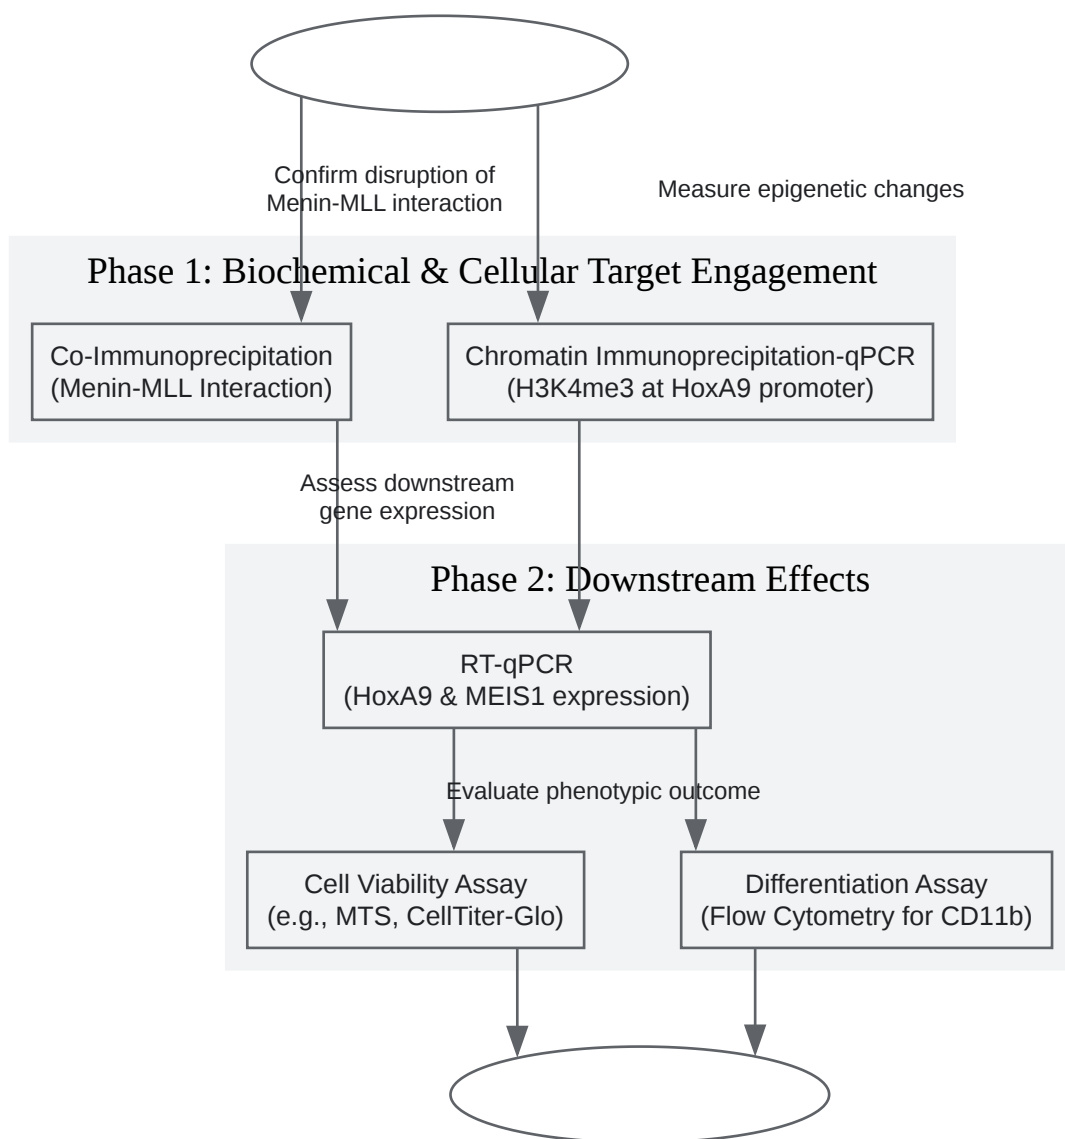 Confirm disruption of
Menin-MLL interaction
Measure epigenetic changes
Phase 1: Biochemical & Cellular Target Engagement
Co-Immunoprecipitation
(Menin-MLL Interaction)
Chromatin Immunoprecipitation-qPCR
(H3K4me3 at HoxA9 promoter)
Assess downstream
gene expression
Phase 2: Downstream Effects
RT-qPCR
(HoxA9 & MEIS1 expression)
Evaluate phenotypic outcome
Cell Viability Assay
(e.g., MTS, CellTiter-Glo)
Differentiation Assay
(Flow Cytometry for CD11b)